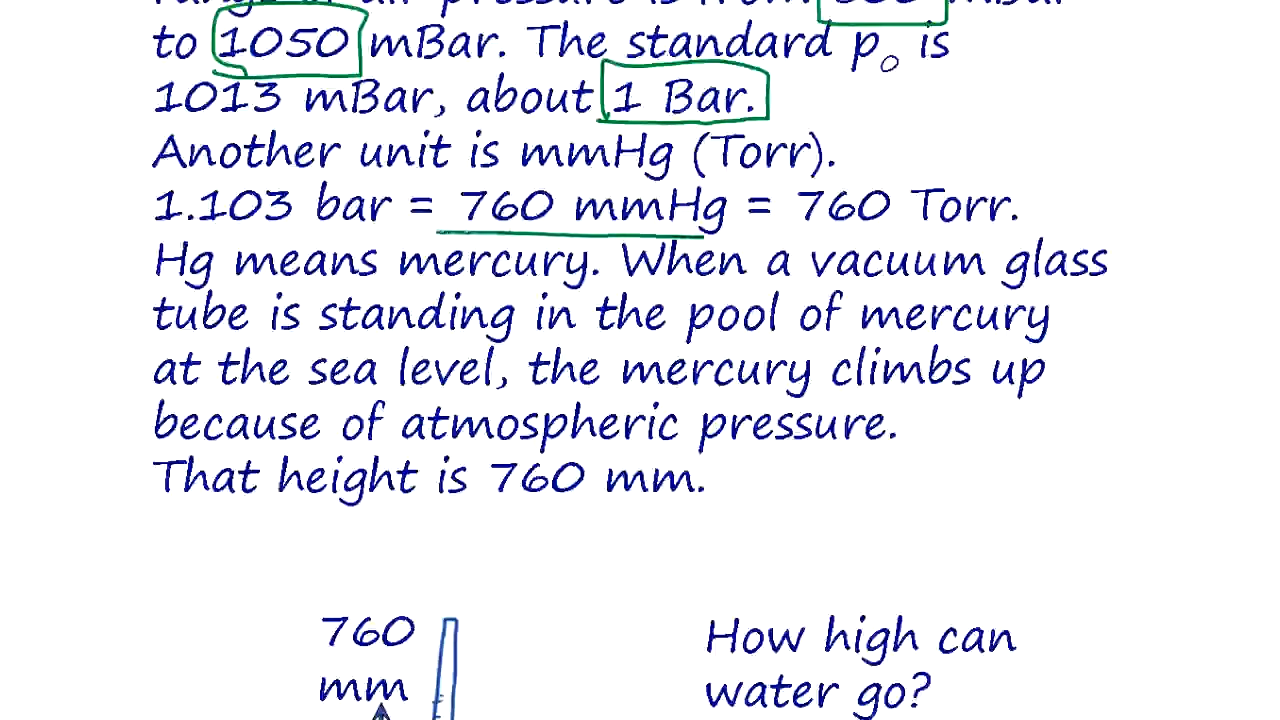 to 1050 mBar. The standard p₀ is
1013 mBar, about 1 Bar.
Another unit is mmHg (Torr).
1.103 bar = 760 mmHg = 760 Torr.
Hg means mercury. When a vacuum glass
tube is standing in the pool of mercury
at the sea level, the mercury climbs up
because of atmospheric pressure.
That height is 760 mm.
760
mm
How high can
water go?